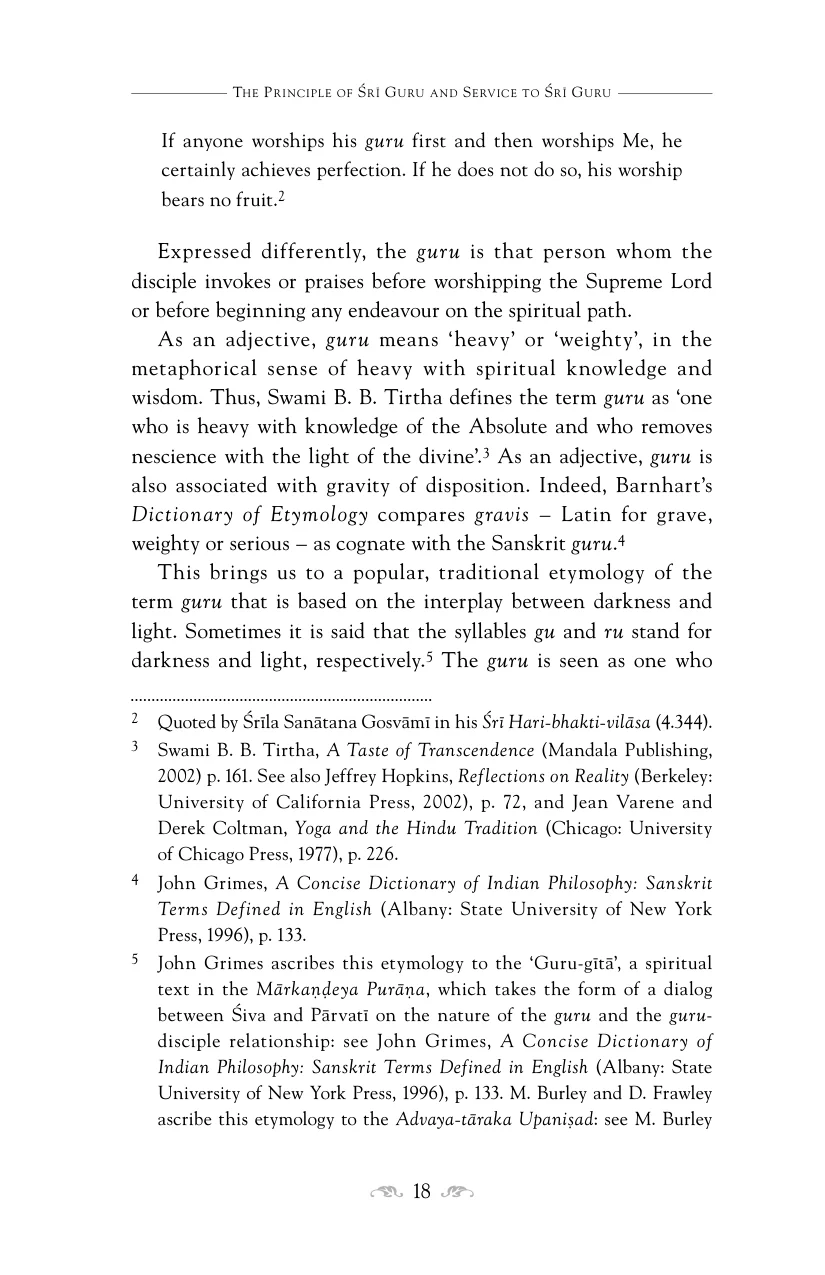 The Principle of Śrī Guru and Service to Śrī Guru
If anyone worships his guru first and then worships Me, he
certainly achieves perfection. If he does not do so, his worship
bears no fruit.2
Expressed differently, the guru is that person whom the
disciple invokes or praises before worshipping the Supreme Lord
or before beginning any endeavour on the spiritual path.
As an adjective, guru means ‘heavy’ or ‘weighty’, in the
metaphorical sense of heavy with spiritual knowledge and
wisdom. Thus, Swami B. B. Tirtha defines the term guru as ‘one
who is heavy with knowledge of the Absolute and who removes
nescience with the light of the divine’.3 As an adjective, guru is
also associated with gravity of disposition. Indeed, Barnhart’s
Dictionary of Etymology compares gravis – Latin for grave,
weighty or serious – as cognate with the Sanskrit guru.4
This brings us to a popular, traditional etymology of the
term guru that is based on the interplay between darkness and
light. Sometimes it is said that the syllables gu and ru stand for
darkness and light, respectively.5 The guru is seen as one who
2 Quoted by Śrīla Sanātana Gosvāmī in his Śrī Hari-bhakti-vilāsa (4.344).
3 Swami B. B. Tirtha, A Taste of Transcendence (Mandala Publishing,
2002) p. 161. See also Jeffrey Hopkins, Reflections on Reality (Berkeley:
University of California Press, 2002), p. 72, and Jean Varene and
Derek Coltman, Yoga and the Hindu Tradition (Chicago: University
of Chicago Press, 1977), p. 226.
4 John Grimes, A Concise Dictionary of Indian Philosophy: Sanskrit
Terms Defined in English (Albany: State University of New York
Press, 1996), p. 133.
5 John Grimes ascribes this etymology to the ‘Guru-gītā’, a spiritual
text in the Mārkaṇḍeya Purāṇa, which takes the form of a dialog
between Śiva and Pārvatī on the nature of the guru and the guru-
disciple relationship: see John Grimes, A Concise Dictionary of
Indian Philosophy: Sanskrit Terms Defined in English (Albany: State
University of New York Press, 1996), p. 133. M. Burley and D. Frawley
ascribe this etymology to the Advaya-tāraka Upaniṣad: see M. Burley
18